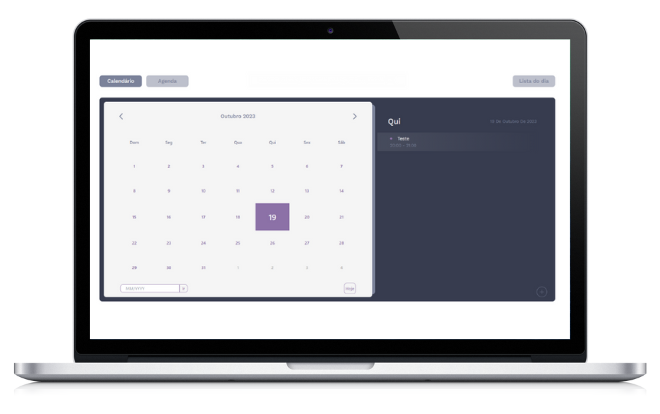 Calendário Agenda Lista do dia
Outubro 2023
Dom Seg Ter Qua Qui Sex Sáb
1 2 3 4 5 6 7
8 9 10 11 12 13 14
15 16 17 18 19 20 21
22 23 24 25 26 27 28
29 30 31 1 2 3 4
MM/YYYY Ir
Hoje
Qui
19 de outubro de 2023
Teste